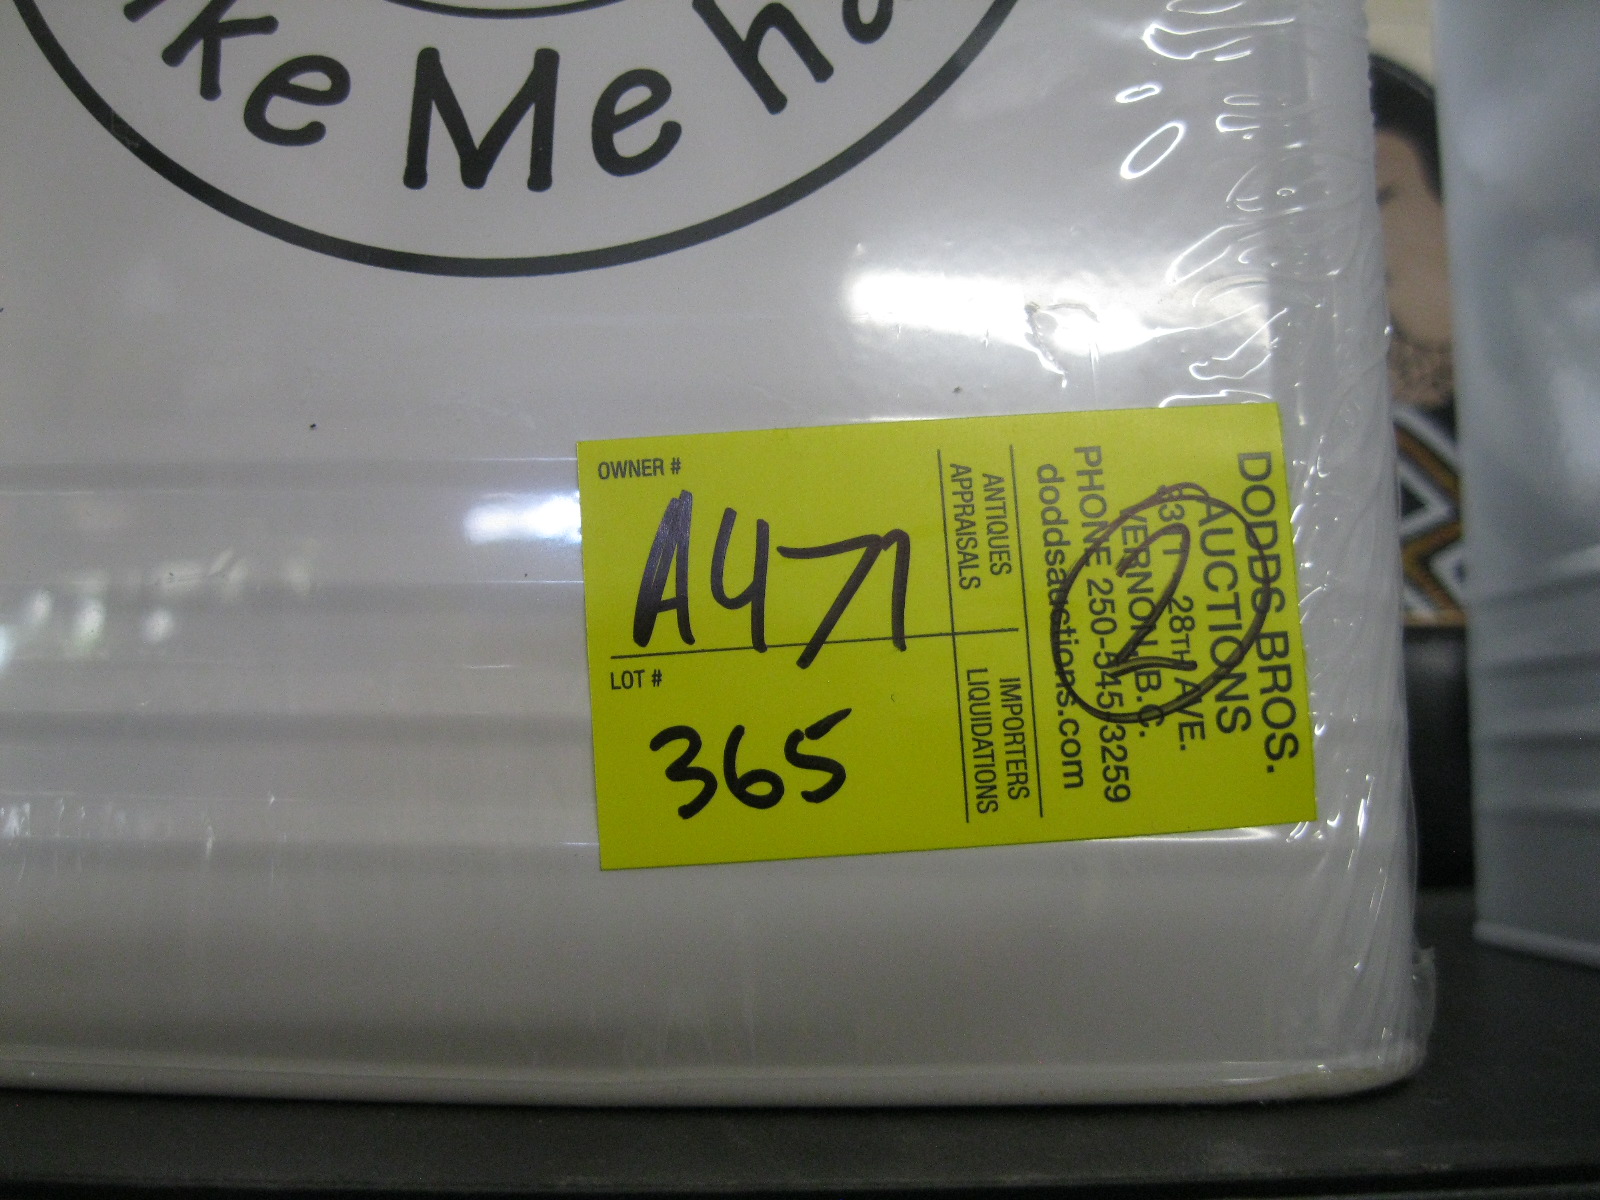 ke Me
OWNER #
A471
LOT #
365
ANTIQUES
APPRAISALS
IMPORTERS
LIQUIDATIONS
DODDS BROS.
AUCTIONS
28TH AVE.
VERNON, B.C.
PHONE 250-545-3259
doddsauctions.com
2